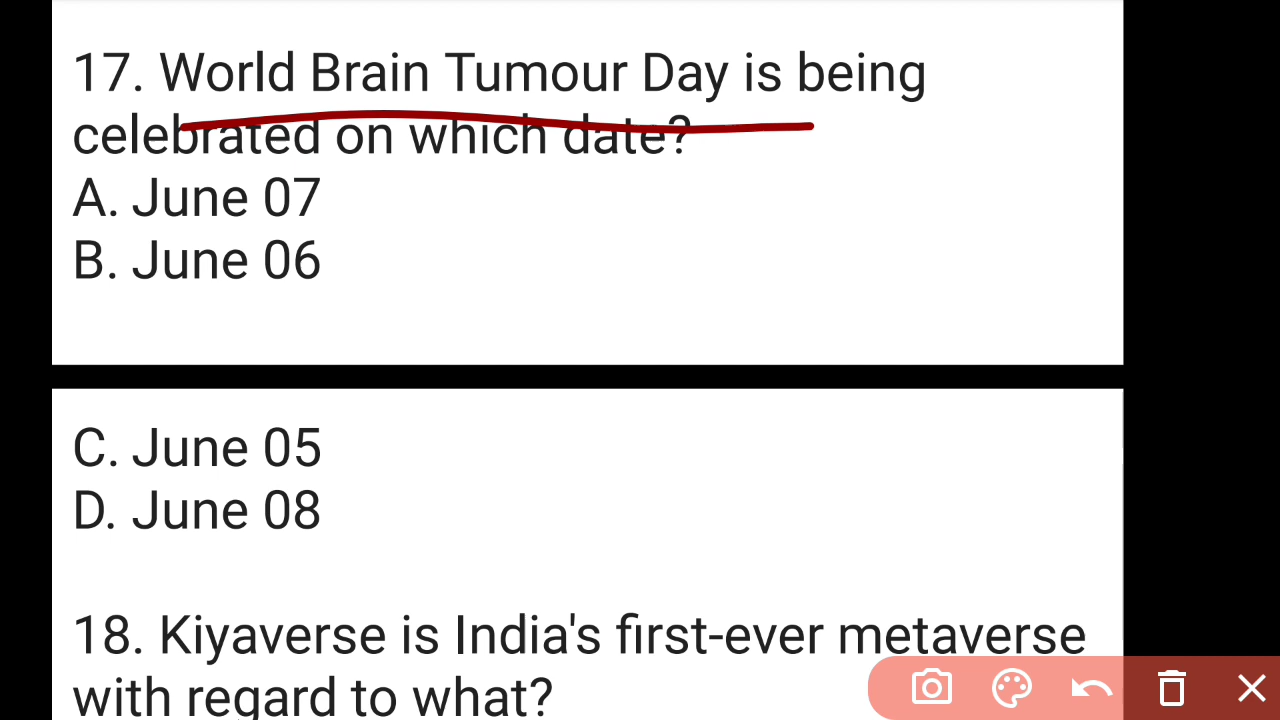 17. World Brain Tumour Day is being
celebrated on which date?
A. June 07
B. June 06
C. June 05
D. June 08
18. Kiyaverse is India's first-ever metaverse
with regard to what?